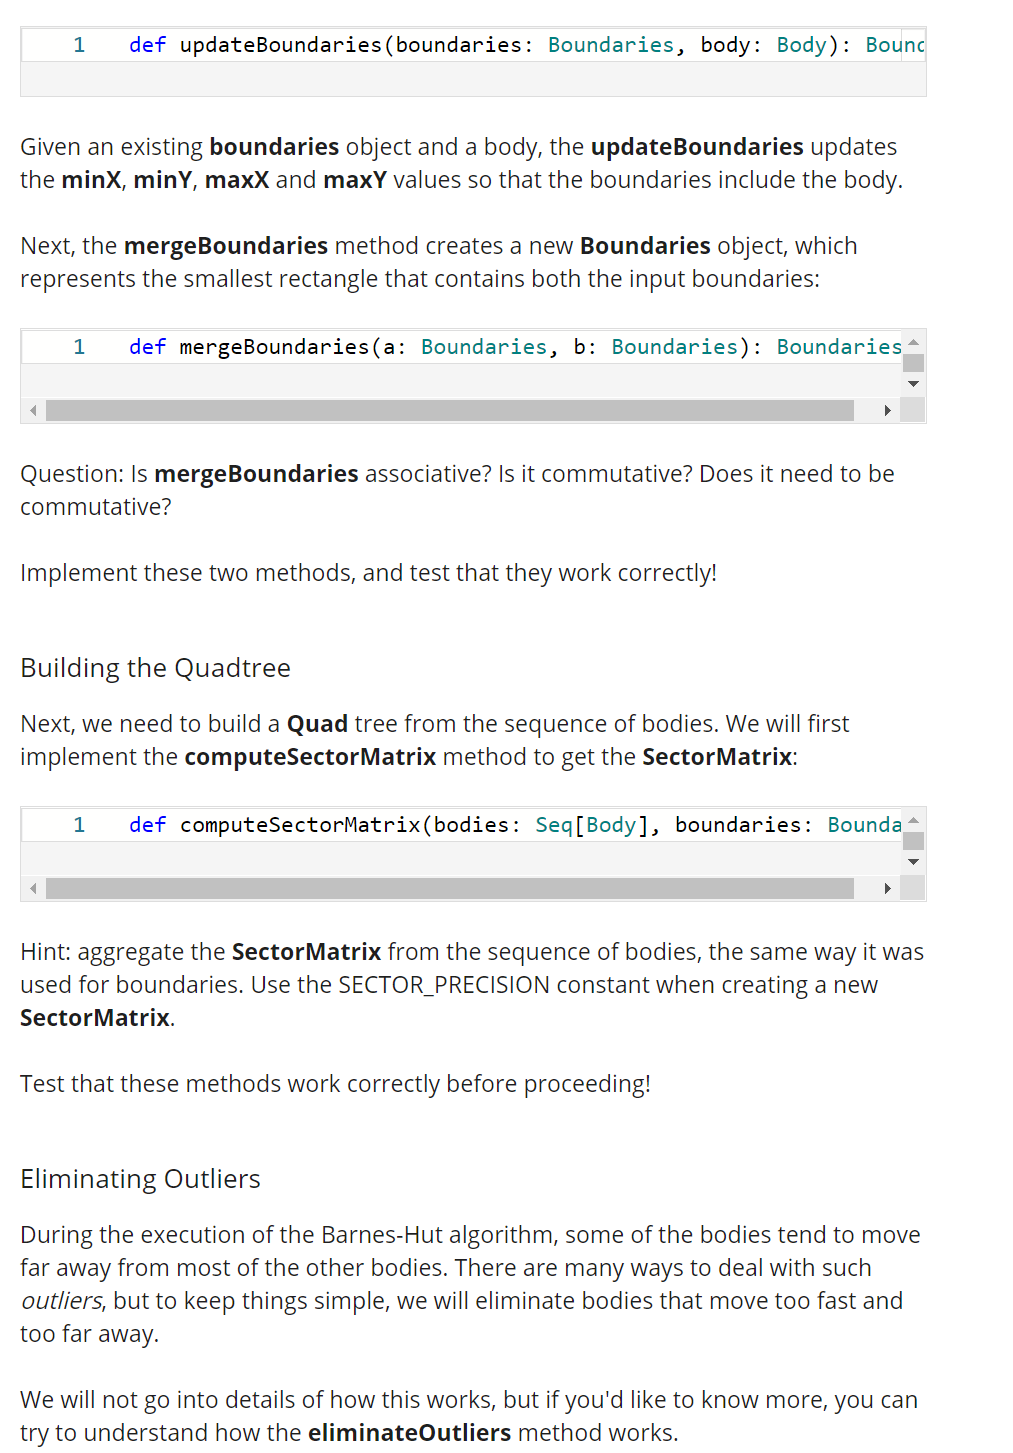 1 def updateBoundaries(boundaries: Boundaries, body: Body): Bound
Given an existing boundaries object and a body, the updateBoundaries updates
the minX, minY, maxX and maxY values so that the boundaries include the body.
Next, the mergeBoundaries method creates a new Boundaries object, which
represents the smallest rectangle that contains both the input boundaries:
1 def mergeBoundaries(a: Boundaries, b: Boundaries): Boundaries
Question: Is mergeBoundaries associative? Is it commutative? Does it need to be
commutative?
Implement these two methods, and test that they work correctly!
Building the Quadtree
Next, we need to build a Quad tree from the sequence of bodies. We will first
implement the computeSectorMatrix method to get the SectorMatrix:
1 def computeSectorMatrix(bodies: Seq[Body], boundaries: Bounda
Hint: aggregate the SectorMatrix from the sequence of bodies, the same way it was
used for boundaries. Use the SECTOR_PRECISION constant when creating a new
SectorMatrix.
Test that these methods work correctly before proceeding!
Eliminating Outliers
During the execution of the Barnes-Hut algorithm, some of the bodies tend to move
far away from most of the other bodies. There are many ways to deal with such
outliers, but to keep things simple, we will eliminate bodies that move too fast and
too far away.
We will not go into details of how this works, but if you'd like to know more, you can
try to understand how the eliminateOutliers method works.